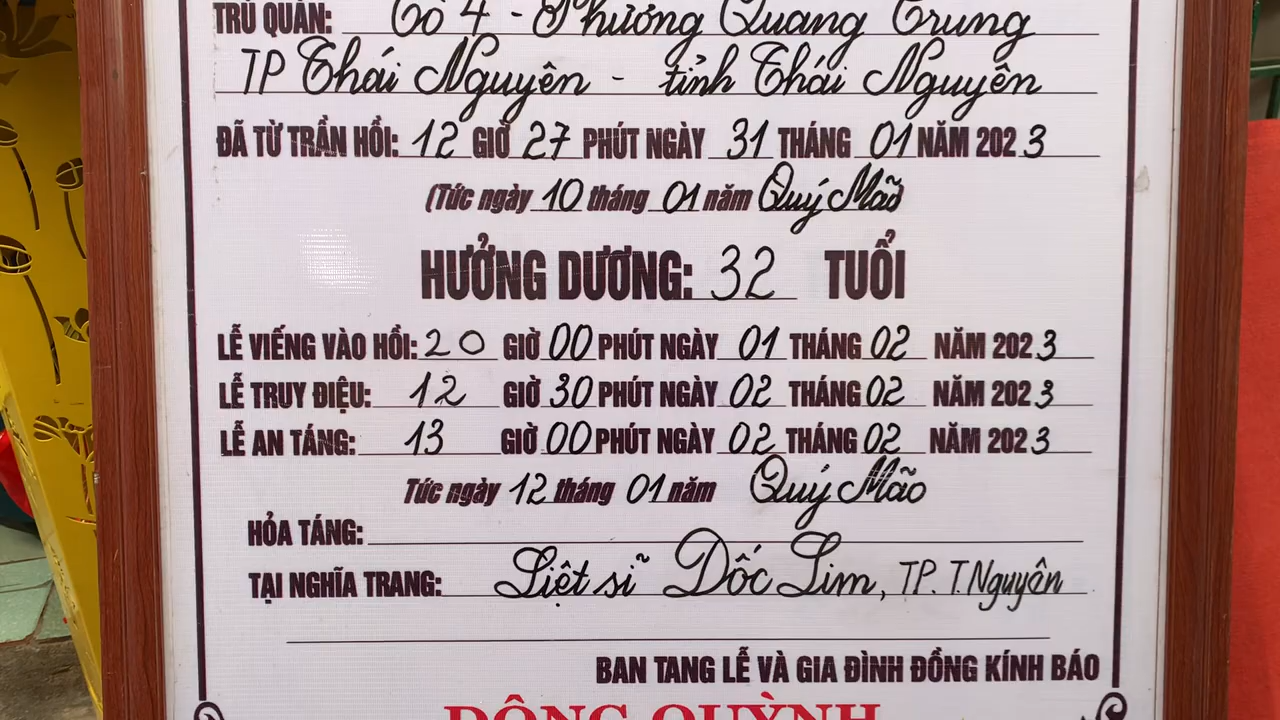 TRÚ QUÁN: Tổ 4 - Phường Quang Trung
TP Thái Nguyên - tỉnh Thái Nguyên
ĐÃ TỪ TRẦN HỒI: 12 GIỜ 27 PHÚT NGÀY 31 THÁNG 01 NĂM 2023
(Tức ngày 10 tháng 01 năm Quý Mão
HƯỞNG DƯƠNG: 32 TUỔI
LỄ VIẾNG VÀO HỒI: 20 GIỜ 00 PHÚT NGÀY 01 THÁNG 02 NĂM 2023
LỄ TRUY ĐIỆU: 12 GIỜ 30 PHÚT NGÀY 02 THÁNG 02 NĂM 2023
LỄ AN TÁNG: 13 GIỜ 00 PHÚT NGÀY 02 THÁNG 02 NĂM 2023
Tức ngày 12 tháng 01 năm Quý Mão
HỎA TÁNG:
TẠI NGHĨA TRANG: Liệt sĩ Dốc Lim, TP. T.Nguyên
BAN TANG LỄ VÀ GIA ĐÌNH ĐỒNG KÍNH BÁO
ĐÔNG QUỲNH